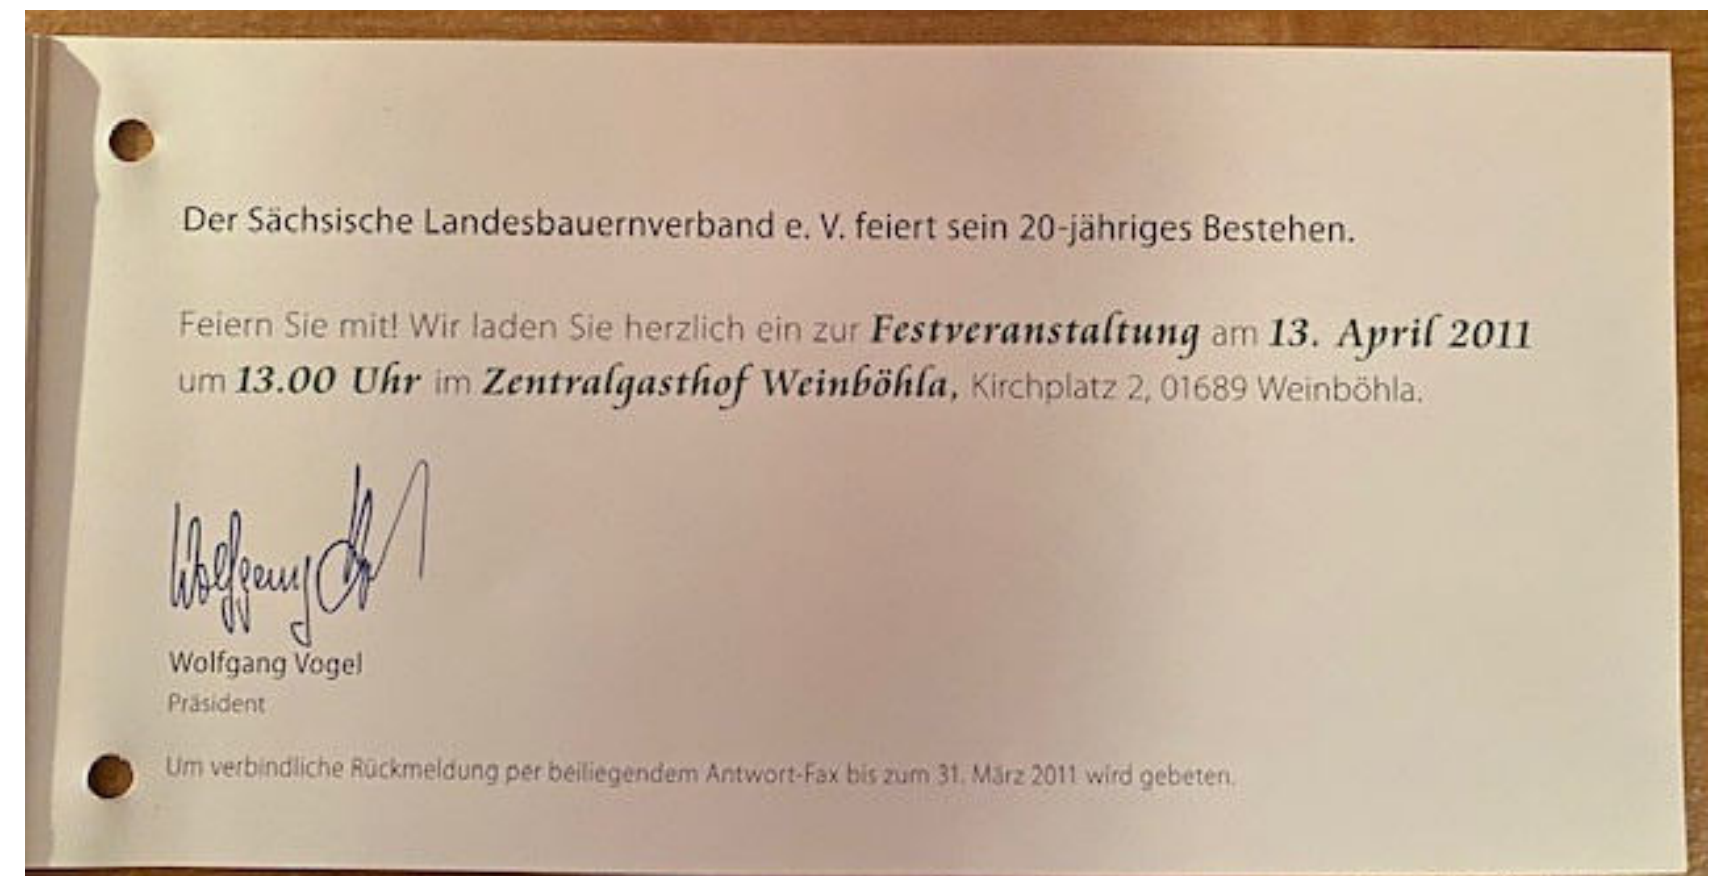 Der Sächsische Landesbauernverband e. V. feiert sein 20-jähriges Bestehen.
Feiern Sie mit! Wir laden Sie herzlich ein zur Festveranstaltung am 13. April 2011
um 13.00 Uhr im Zentralgasthof Weinböhla, Kirchplatz 2, 01689 Weinböhla.
Wolfgang
Wolfgang Vogel
Präsident
Um verbindliche Rückmeldung per beiliegendem Antwort-Fax bis zum 31. März 2011 wird gebeten.